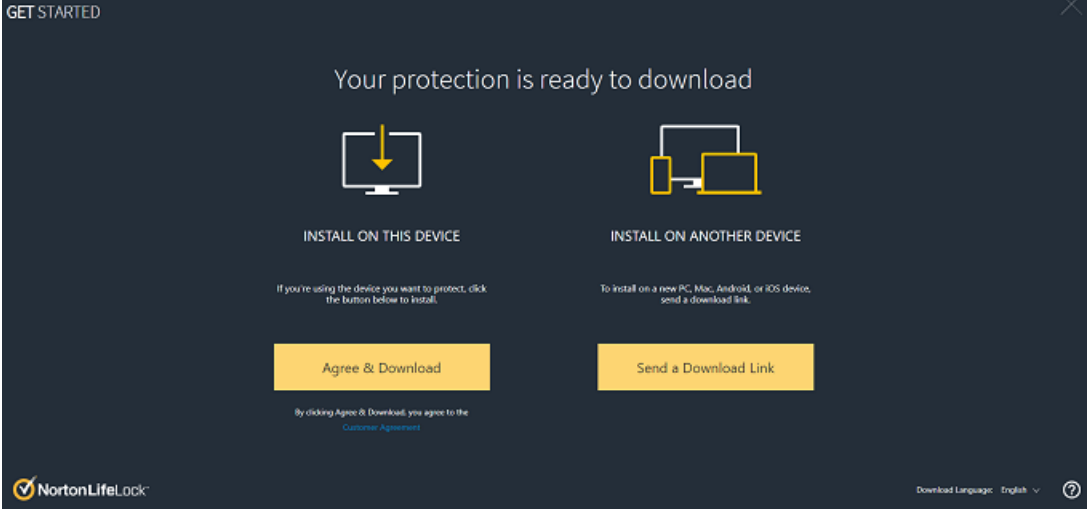 GET STARTED
Your protection is ready to download
INSTALL ON THIS DEVICE
If you're using the device you want to protect, click
the button below to install.
Agree & Download
By clicking Agree & Download, you agree to the
Customer Agreement
INSTALL ON ANOTHER DEVICE
To install on a new PC, Mac, Android, or iOS device,
send a download link.
Send a Download Link
NortonLifeLock
Download Language: English
?